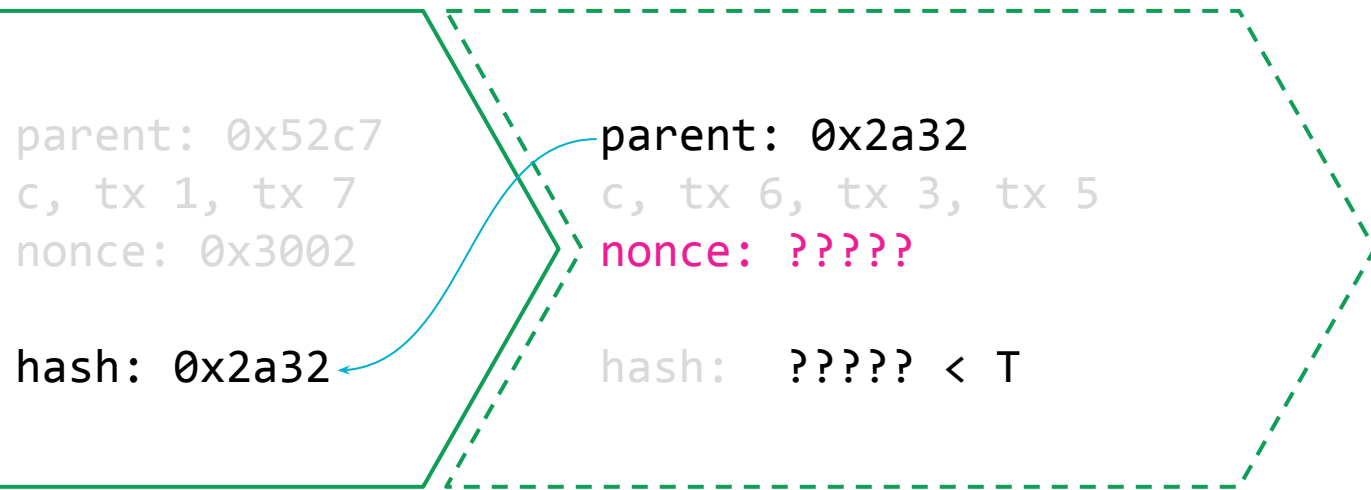 parent: 0x52c7
c, tx 1, tx 7
nonce: 0x3002
hash: 0x2a32
parent: 0x2a32
c, tx 6, tx 3, tx 5
nonce: ?????
hash: ????? < T